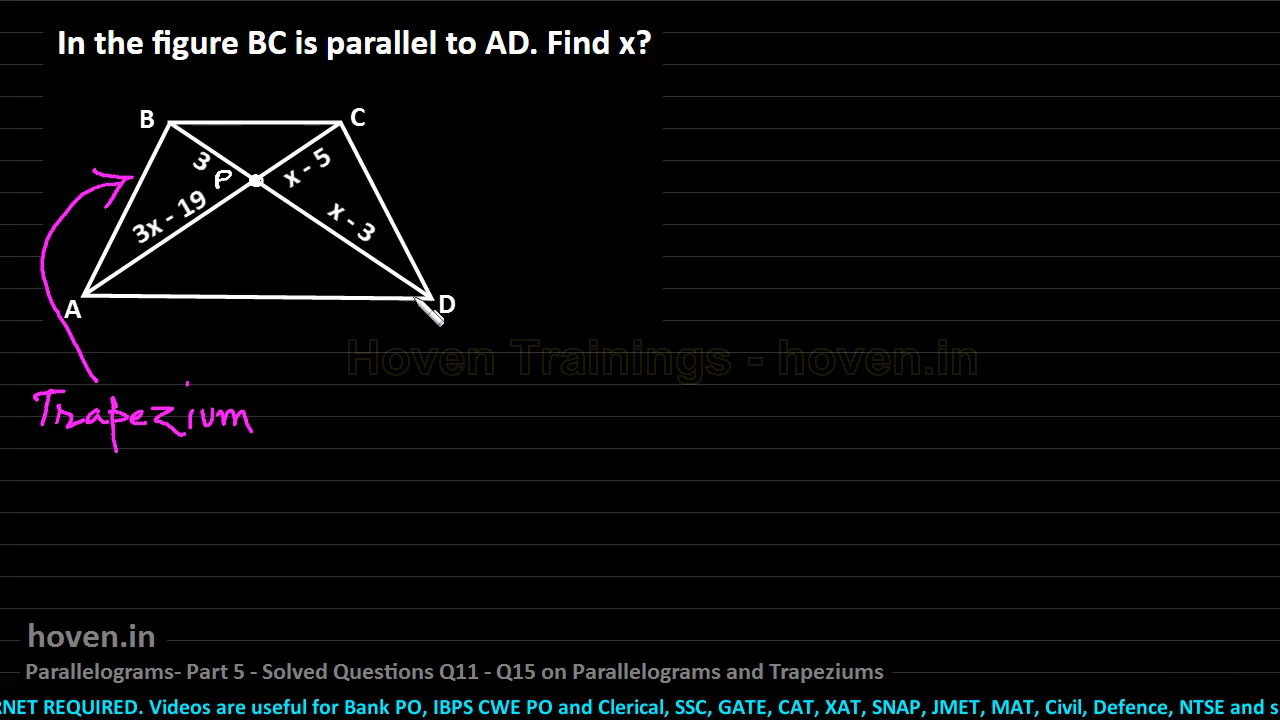 In the figure BC is parallel to AD. Find x?
B
C
3
P
x - 5
3x - 19
x - 3
A
D
Hoven Trainings - hoven.in
Trapezium
hoven.in
Parallelograms- Part 5 - Solved Questions Q11 - Q15 on Parallelograms and Trapeziums
RNET REQUIRED. Videos are useful for Bank PO, IBPS CWE PO and Clerical, SSC, GATE, CAT, XAT, SNAP, JMET, MAT, Civil, Defence, NTSE and s